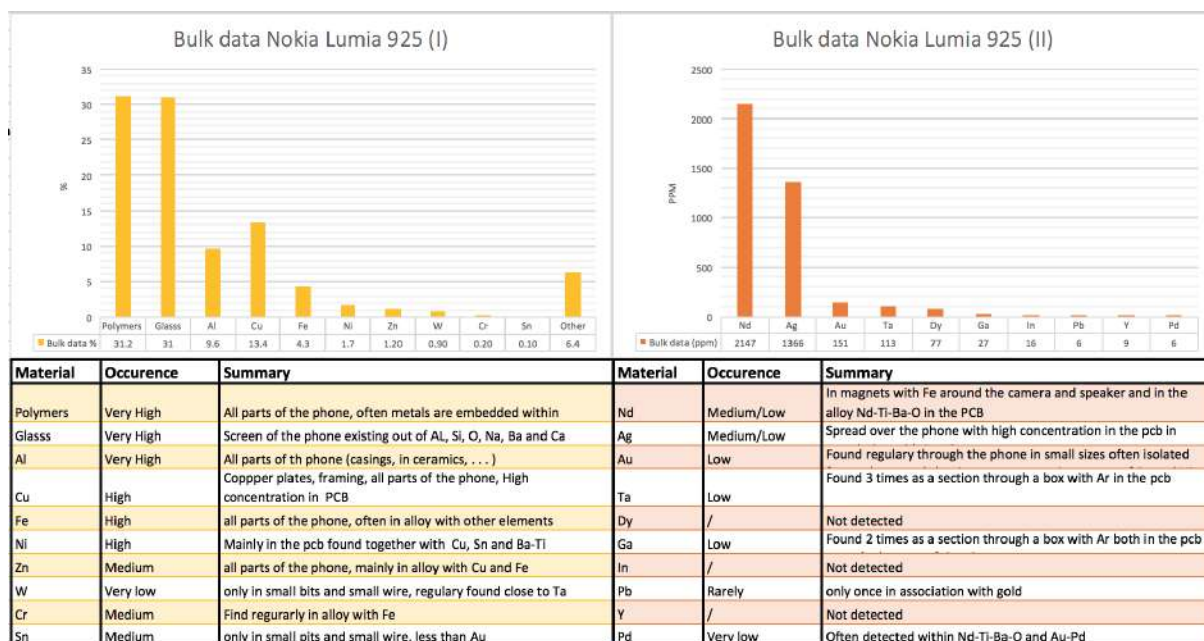 Bulk data Nokia Lumia 925 (I)
35
30
25
20
15
10
5
0
%
Polymers Glasss Al Cu Fe Ni Zn W Cr Sn Other
Bulk data % 31.2 31 9.6 13.4 4.3 1.7 1.20 0.90 0.20 0.10 6.4
Bulk data Nokia Lumia 925 (II)
2500
2000
1500
1000
500
0
PPM
Nd Ag Au Ta Dy Ga In Pb Y Pd
Bulk data (ppm) 2147 1366 151 113 77 27 16 6 9 6
Material Occurence Summary
Polymers Very High All parts of the phone, often metals are embedded within
Glasss Very High Screen of the phone existing out of AL, Si, O, Na, Ba and Ca
Al Very High All parts of th phone (casings, in ceramics, . . . )
Coppper plates, framing, all parts of the phone, High
Cu High concentration in PCB
Fe High all parts of the phone, often in alloy with other elements
Ni High Mainly in the pcb found together with Cu, Sn and Ba-Ti
Zn Medium all parts of the phone, mainly in alloy with Cu and Fe
W Very low only in small bits and small wire, regulary found close to Ta
Cr Medium Find regurarly in alloy with Fe
Sn Medium only in small pits and small wire, less than Au
Material Occurence Summary
In magnets with Fe around the camera and speaker and in the
Nd Medium/Low alloy Nd-Ti-Ba-O in the PCB
Ag Medium/Low Spread over the phone with high concentration in the pcb in
Au Low Found regulary through the phone in small sizes often isolated
Ta Low Found 3 times as a section through a box with Ar in the pcb
Dy / Not detected
Ga Low Found 2 times as a section through a box with Ar both in the pcb
In / Not detected
Pb Rarely only once in association with gold
Y / Not detected
Pd Very low Often detected within Nd-Ti-Ba-O and Au-Pd